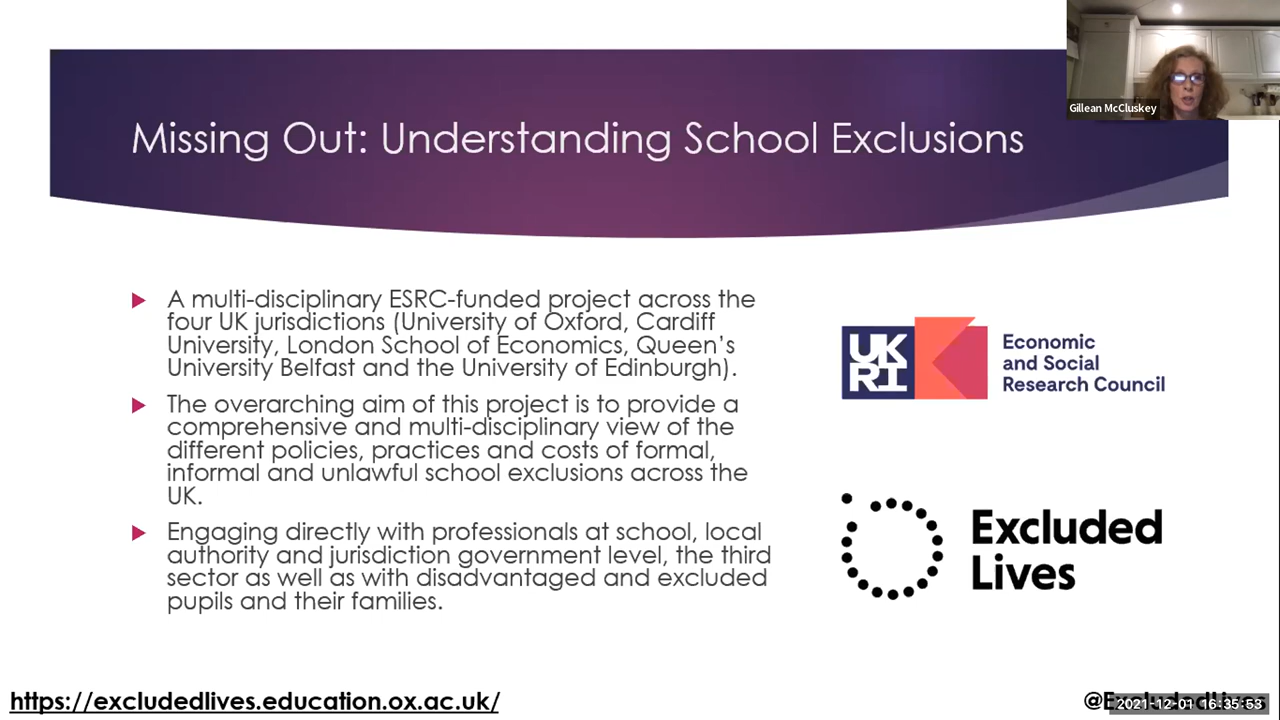 Gillean McCluskey
Missing Out: Understanding School Exclusions
A multi-disciplinary ESRC-funded project across the
four UK jurisdictions (University of Oxford, Cardiff
University, London School of Economics, Queen’s
University Belfast and the University of Edinburgh).
The overarching aim of this project is to provide a
comprehensive and multi-disciplinary view of the
different policies, practices and costs of formal,
informal and unlawful school exclusions across the
UK.
Engaging directly with professionals at school, local
authority and jurisdiction government level, the third
sector as well as with disadvantaged and excluded
pupils and their families.
UK
RI
Economic
and Social
Research Council
Excluded
Lives
https://excludedlives.education.ox.ac.uk/
@ExcludedLives
2021-12-01 16:35:53